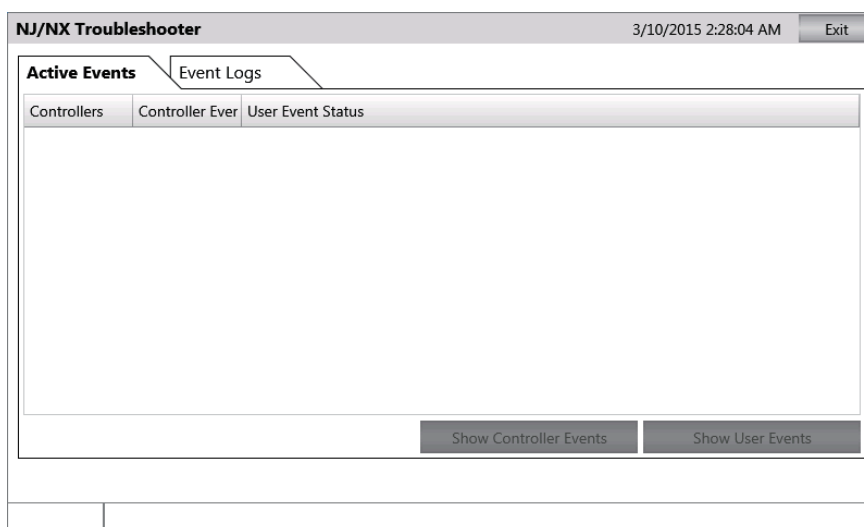 NJ/NX Troubleshooter 3/10/2015 2:28:04 AM Exit
Active Events Event Logs
Controllers Controller Ever User Event Status
Show Controller Events Show User Events